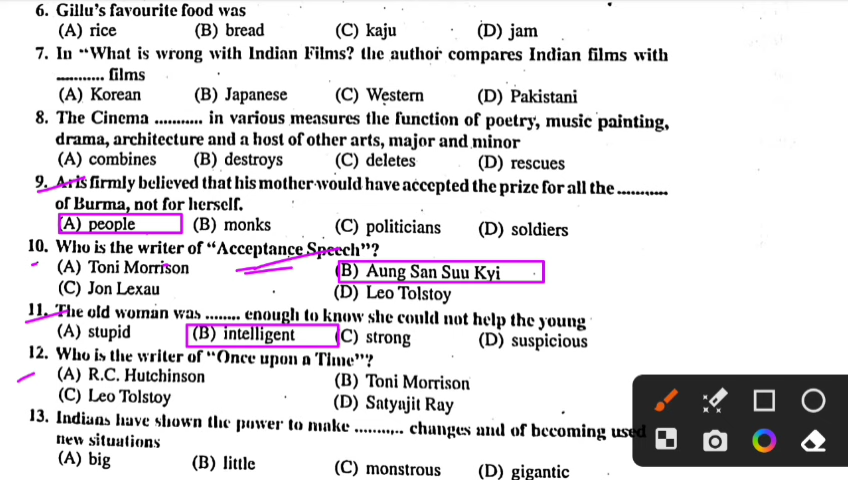 6. Gillu's favourite food was
(A) rice (B) bread (C) kaju (D) jam
7. In "What is wrong with Indian Films? the author compares Indian films with
........... films
(A) Korean (B) Japanese (C) Western (D) Pakistani
8. The Cinema ........... in various measures the function of poetry, music painting,
drama, architecture and a host of other arts, major and minor
(A) combines (B) destroys (C) deletes (D) rescues
9. Aris firmly believed that his mother would have accepted the prize for all the ...........
of Burma, not for herself.
(A) people (B) monks (C) politicians (D) soldiers
10. Who is the writer of "Acceptance Speech"?
(A) Toni Morrison (B) Aung San Suu Kyi
(C) Jon Lexau (D) Leo Tolstoy
11. The old woman was ........ enough to know she could not help the young
(A) stupid (B) intelligent (C) strong (D) suspicious
12. Who is the writer of "Once upon a Time"?
(A) R.C. Hutchinson (B) Toni Morrison
(C) Leo Tolstoy (D) Satyajit Ray
13. Indians have shown the power to make ........... changes and of becoming used
new situations
(A) big (B) little (C) monstrous (D) gigantic